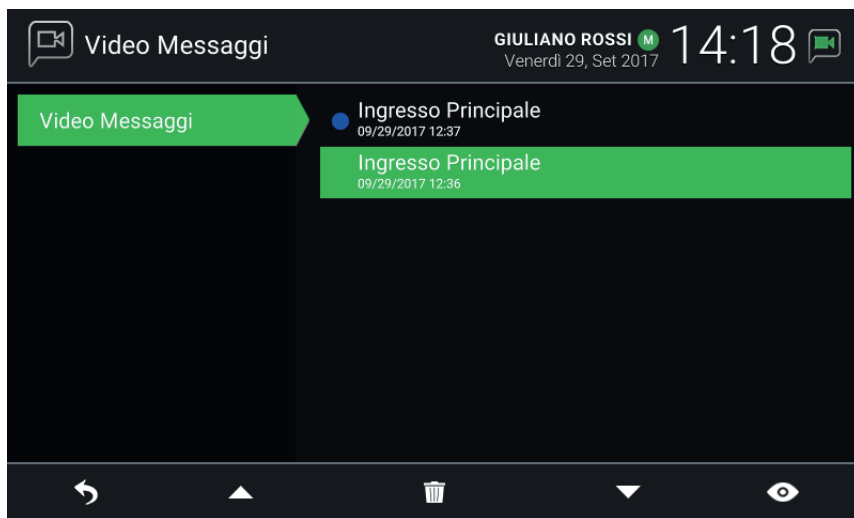 Video Messaggi
GIULIANO ROSSI M
Venerdì 29, Set 2017
14:18
Video Messaggi
Ingresso Principale
09/29/2017 12:37
Ingresso Principale
09/29/2017 12:36